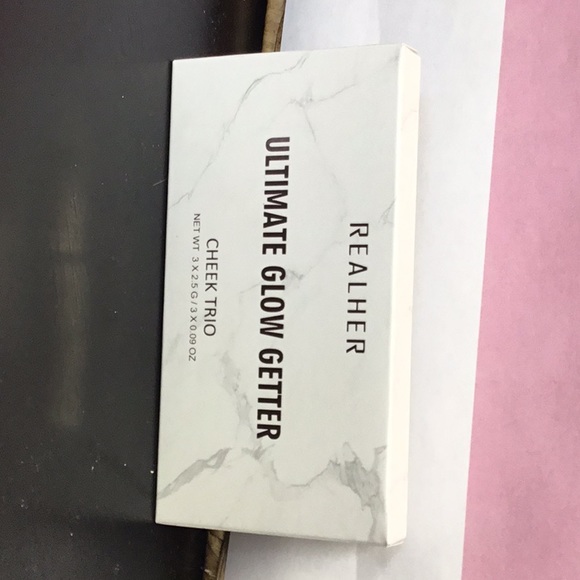 REALHER
ULTIMATE GLOW GETTER
CHEEK TRIO
NET WT 3 X 2.5 G / 3 X 0.09 OZ